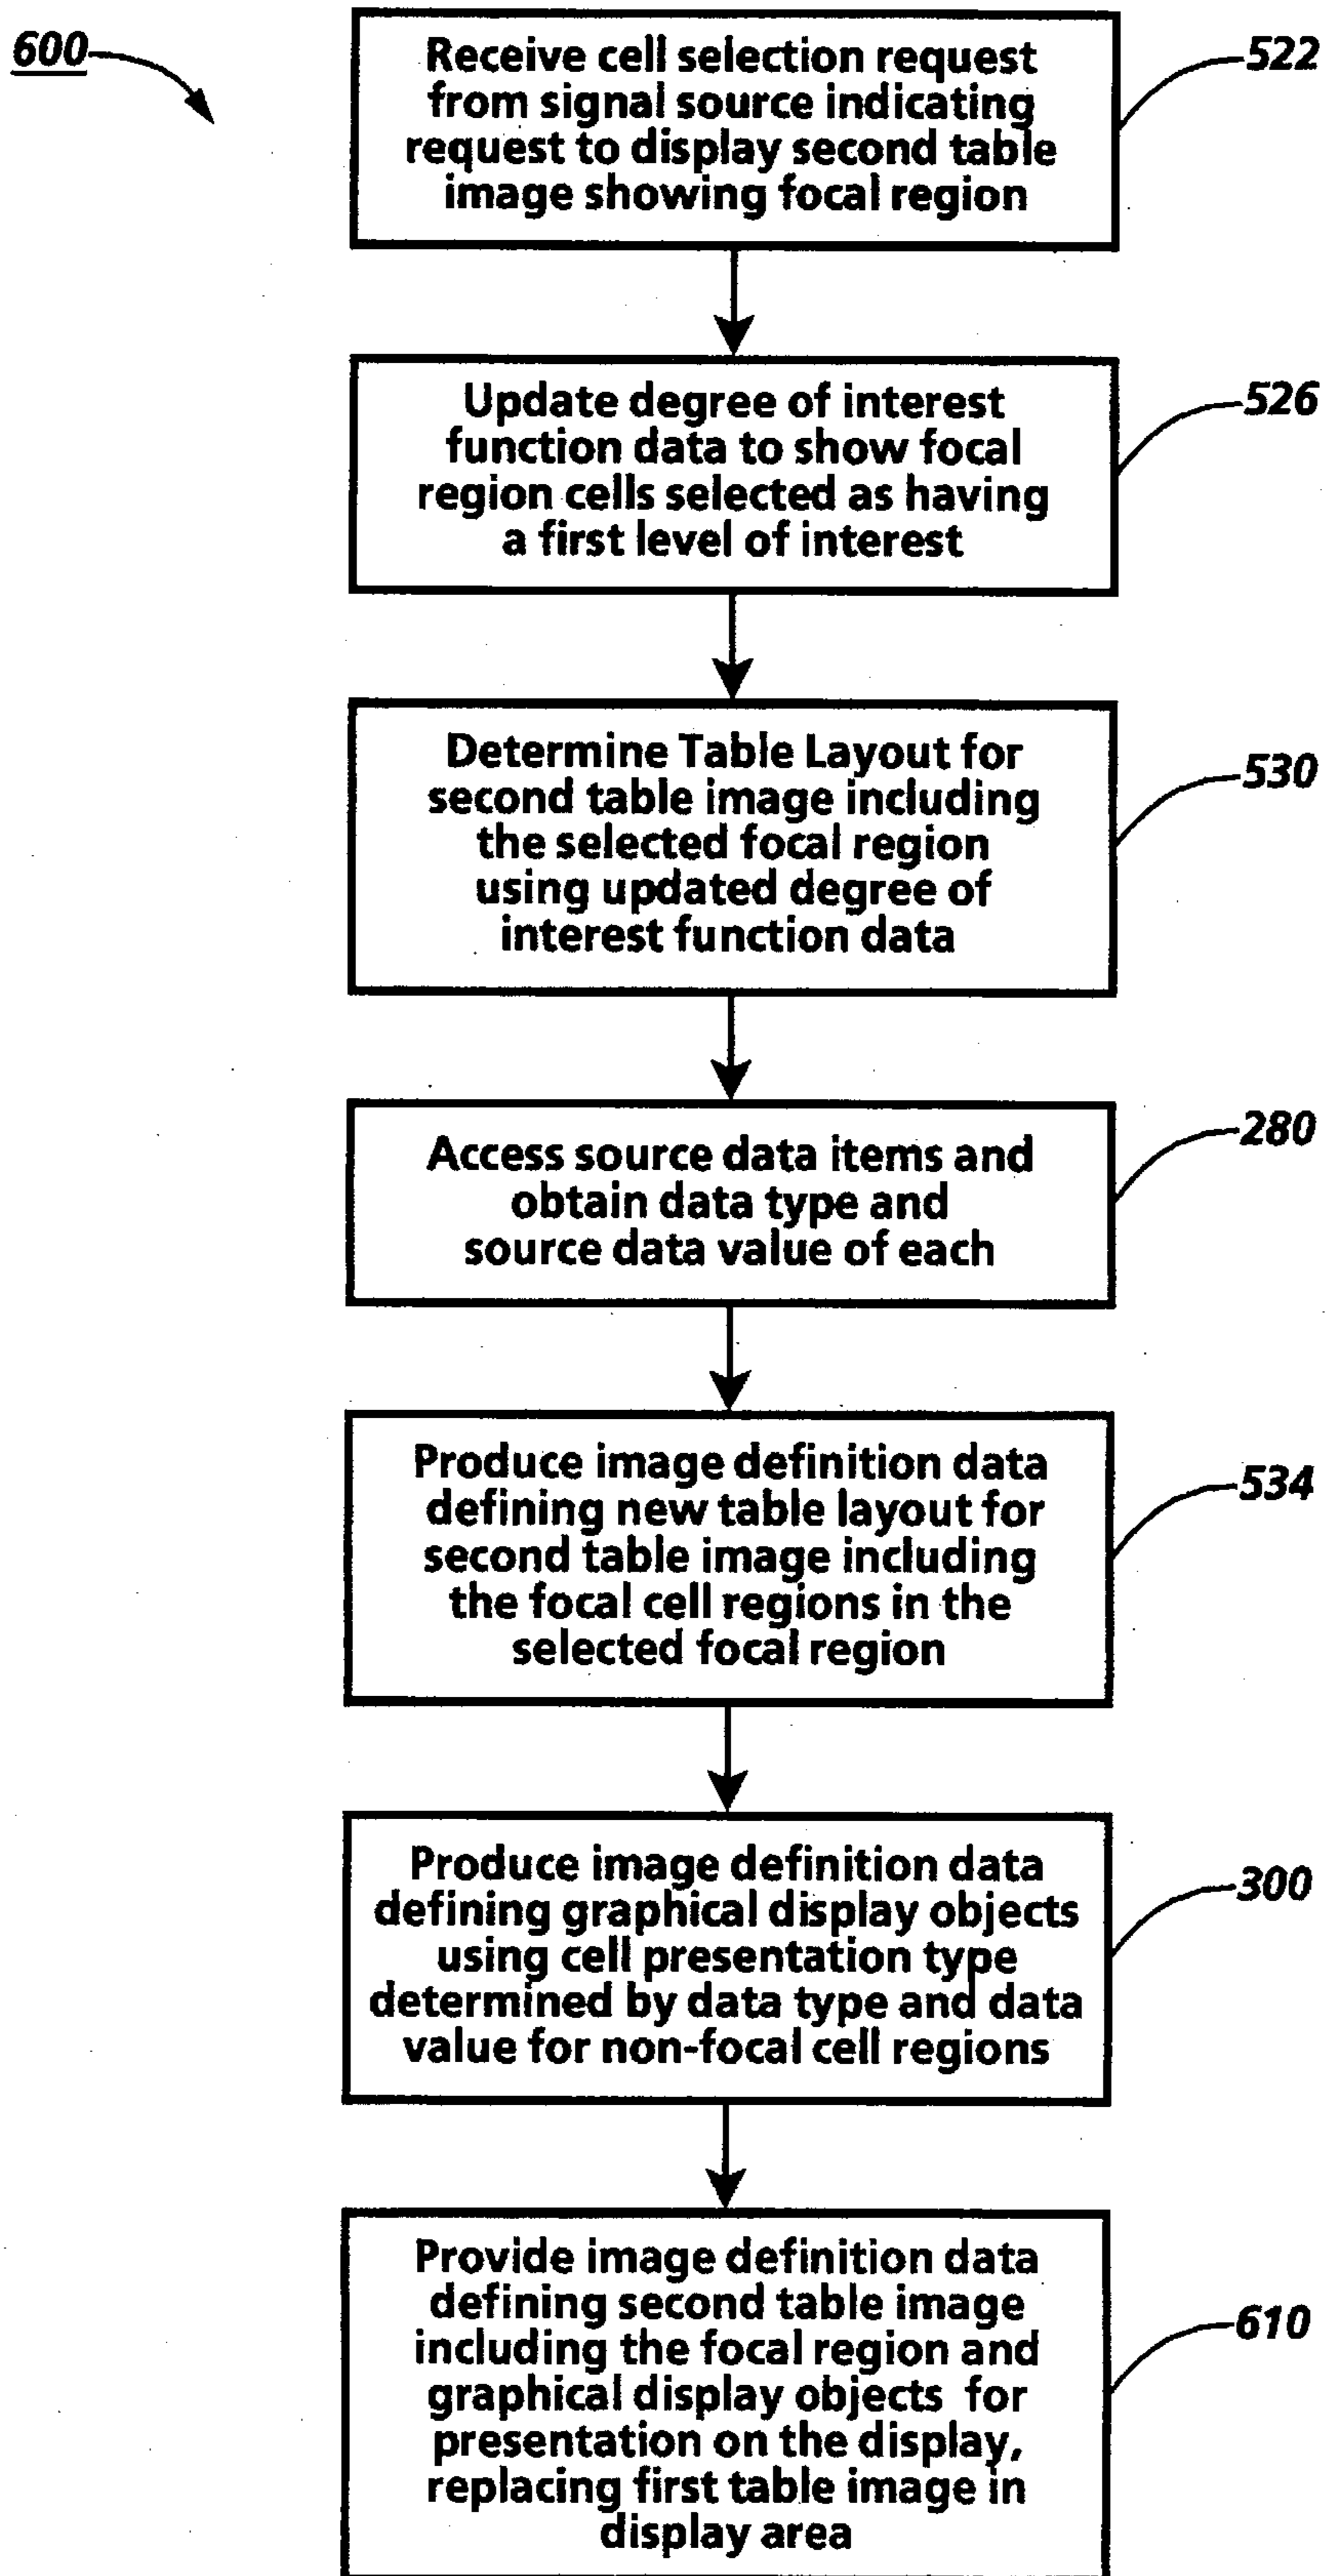 600
Receive cell selection request
from signal source indicating
request to display second table
image showing focal region
522
Update degree of interest
function data to show focal
region cells selected as having
a first level of interest
526
Determine Table Layout for
second table image including
the selected focal region
using updated degree of
interest function data
530
Access source data items and
obtain data type and
source data value of each
280
Produce image definition data
defining new table layout for
second table image including
the focal cell regions in the
selected focal region
534
Produce image definition data
defining graphical display objects
using cell presentation type
determined by data type and data
value for non-focal cell regions
300
Provide image definition data
defining second table image
including the focal region and
graphical display objects for
presentation on the display,
replacing first table image in
display area
610